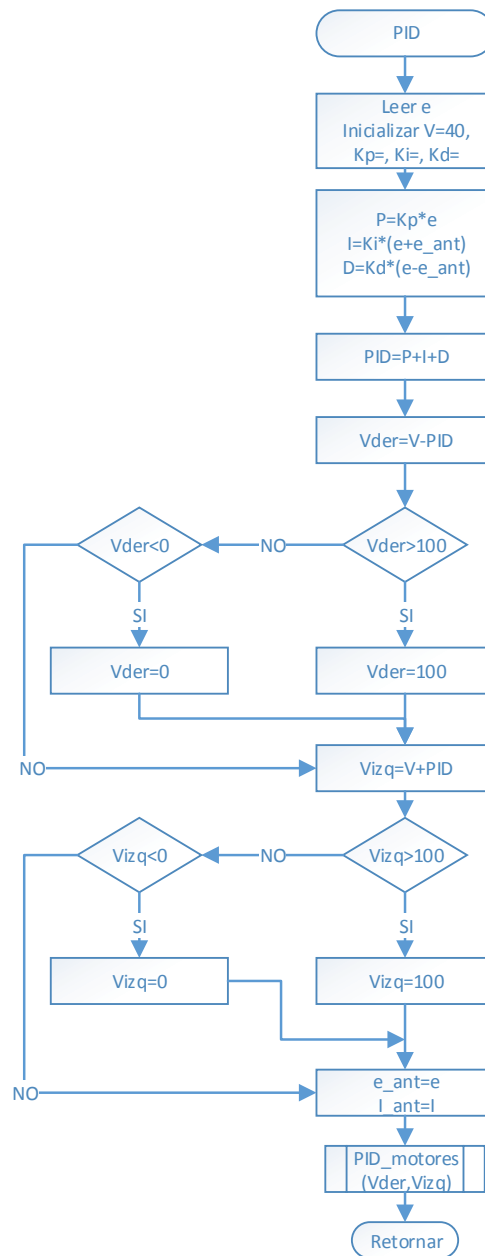 PID
Leer e
Inicializar V=40,
Kp=, Ki=, Kd=
P=Kp*e
I=Ki*(e+e_ant)
D=Kd*(e-e_ant)
PID=P+I+D
Vder=V-PID
Vder<0
NO
Vder>100
SI
SI
Vder=0
Vder=100
NO
Vizq=V+PID
Vizq<0
NO
Vizq>100
SI
SI
Vizq=0
Vizq=100
NO
e_ant=e
I_ant=I
PID_motores
(Vder,Vizq)
Retornar